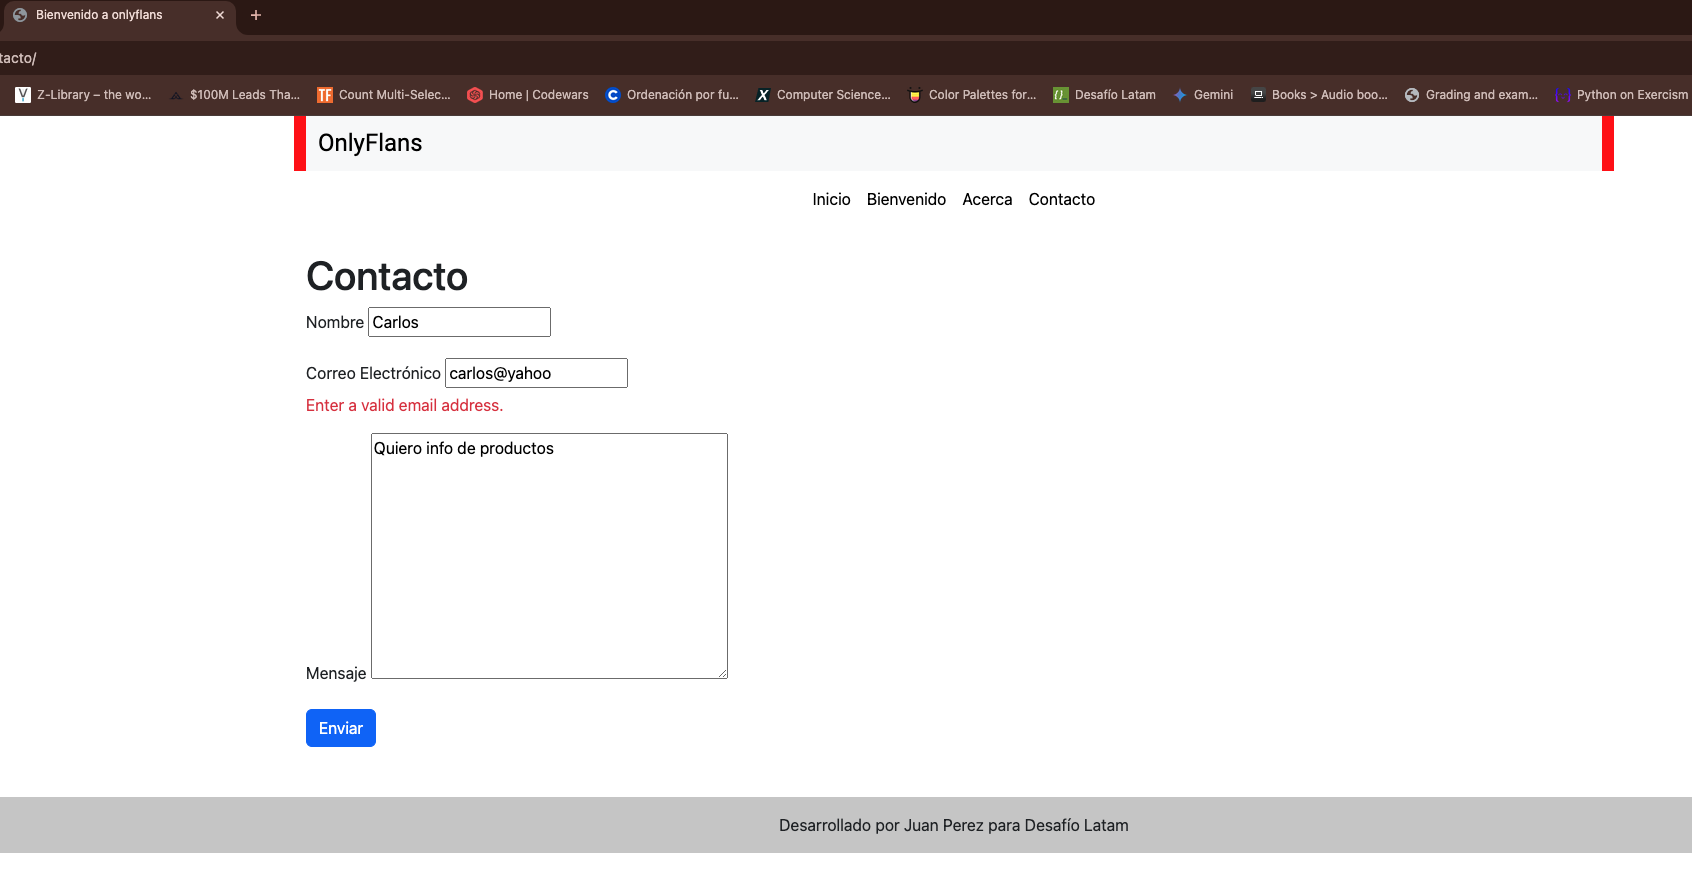 Bienvenido a onlyflans
tacto/
Z-Library – the wo... $100M Leads Tha... Count Multi-Selec... Home | Codewars Ordenación por fu... Computer Science... Color Palettes for... Desafío Latam Gemini Books > Audio boo... Grading and exam... Python on Exercism
OnlyFlans
Inicio Bienvenido Acerca Contacto
Contacto
Nombre Carlos
Correo Electrónico carlos@yahoo
Enter a valid email address.
Quiero info de productos
Mensaje
Enviar
Desarrollado por Juan Perez para Desafío Latam